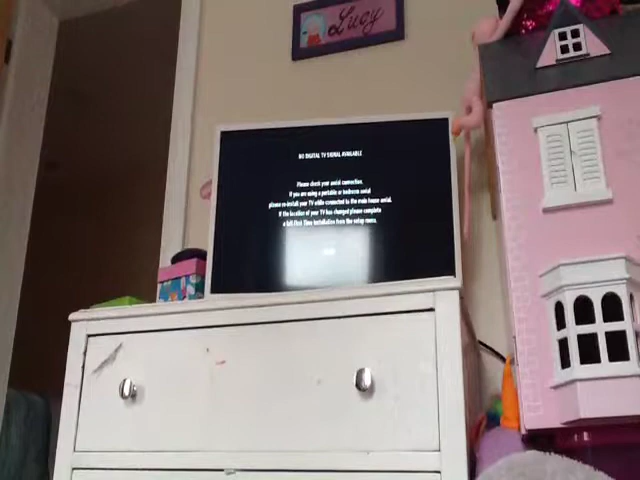 Lucy
NO DIGITAL TV SIGNAL AVAILABLE
Please check your aerial connection.
If you are using a portable or bedroom aerial
please re-install your TV while connected to the main house aerial.
If the location of your TV has changed please complete
a full First Time Installation from the setup menu.